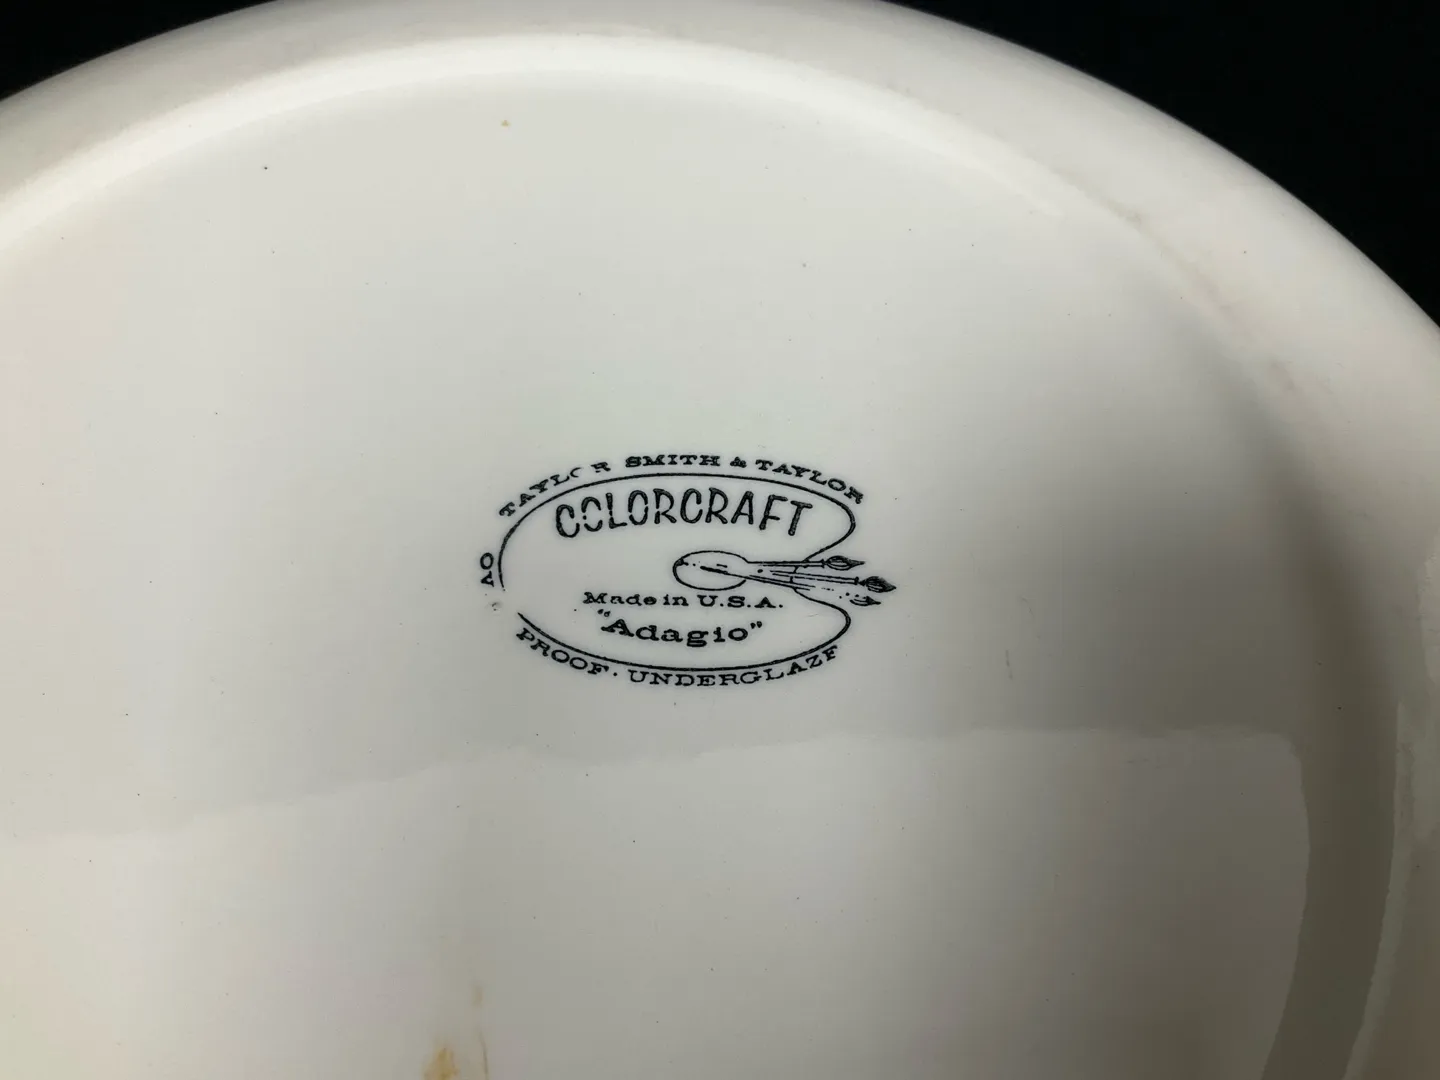 TAYLOR SMITH & TAYLOR
COLORCRAFT
Made in U.S.A.
"Adagio"
PROOF · UNDERGLAZE